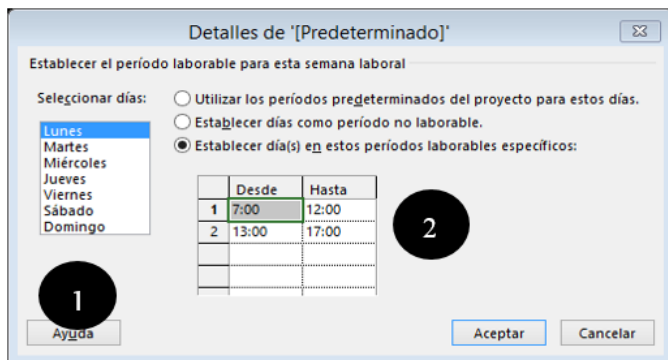 Detalles de '[Predeterminado]'
Establecer el período laborable para esta semana laboral
Seleccionar días:
Lunes
Martes
Miércoles
Jueves
Viernes
Sábado
Domingo
Utilizar los períodos predeterminados del proyecto para estos días.
Establecer días como período no laborable.
Establecer día(s) en estos períodos laborables específicos:
Desde Hasta
1 7:00 12:00
2 13:00 17:00
2
1
Ayuda
Aceptar
Cancelar